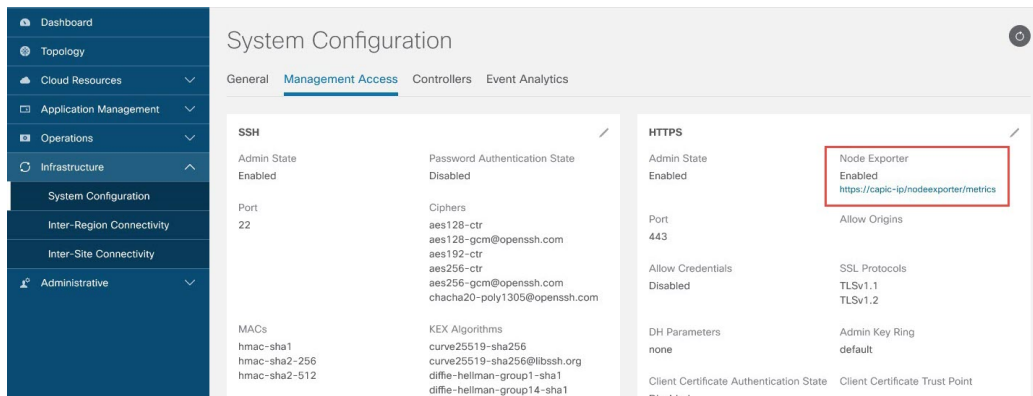 Dashboard
Topology
Cloud Resources
Application Management
Operations
Infrastructure
System Configuration
Inter-Region Connectivity
Inter-Site Connectivity
Administrative
System Configuration
General Management Access Controllers Event Analytics
SSH
Admin State Password Authentication State
Enabled Disabled
Port Ciphers
22 aes128-ctr
aes128-gcm@openssh.com
aes192-ctr
aes256-ctr
aes256-gcm@openssh.com
chacha20-poly1305@openssh.com
MACs KEX Algorithms
hmac-sha1 curve25519-sha256
hmac-sha2-256 curve25519-sha256@libssh.org
hmac-sha2-512 diffie-hellman-group1-sha1
diffie-hellman-group14-sha1
HTTPS
Admin State Node Exporter
Enabled Enabled
https://capic-ip/nodeexporter/metrics
Port Allow Origins
443
Allow Credentials SSL Protocols
Disabled TLSv1.1
TLSv1.2
DH Parameters Admin Key Ring
none default
Client Certificate Authentication State Client Certificate Trust Point